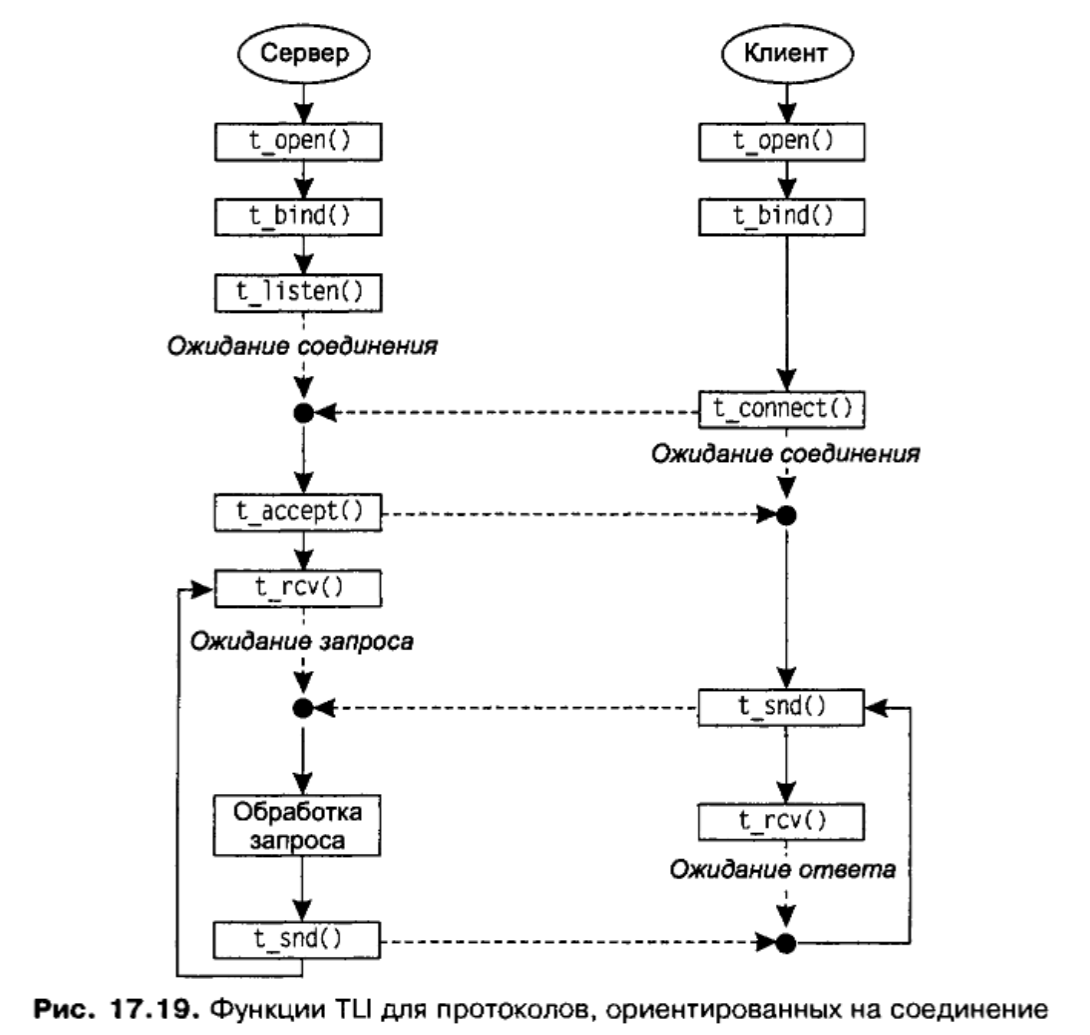 Сервер
t_open()
t_bind()
t_listen()
Ожидание соединения
t_accept()
t_rcv()
Ожидание запроса
Обработка
запроса
t_snd()
Клиент
t_open()
t_bind()
t_connect()
Ожидание соединения
t_snd()
t_rcv()
Ожидание ответа
Рис. 17.19. Функции TLI для протоколов, ориентированных на соединение